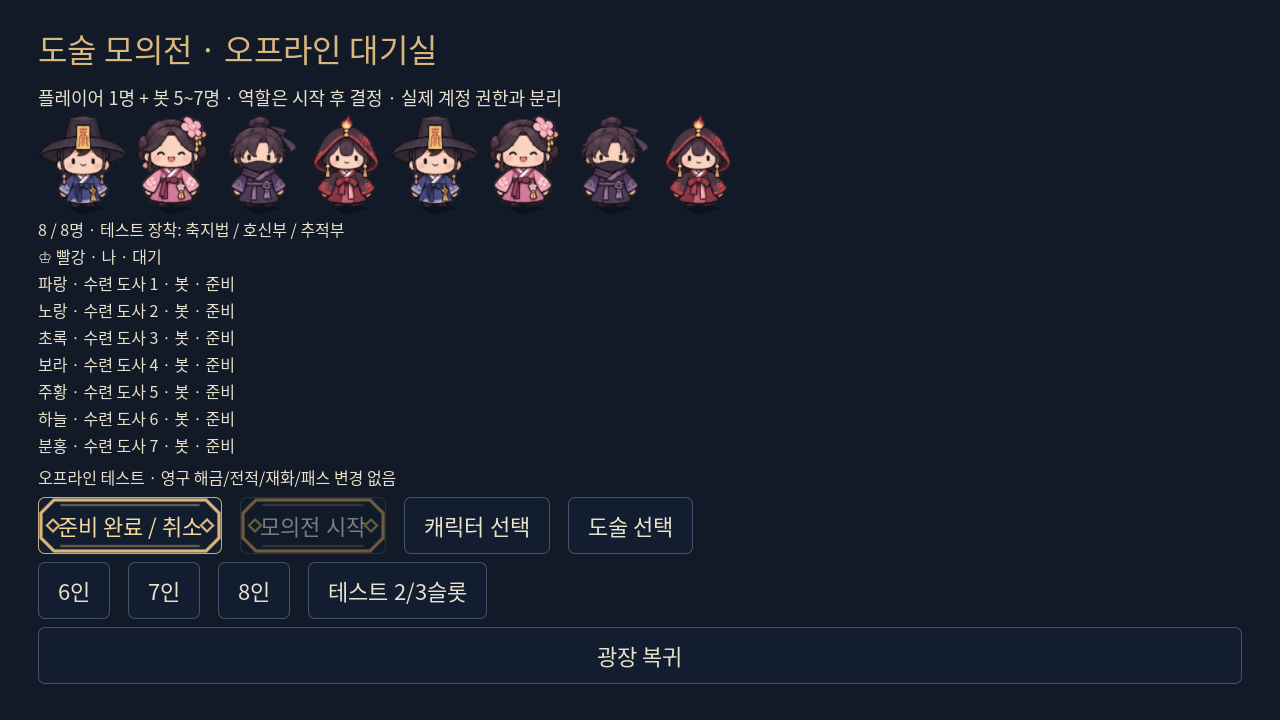 도술 모의전 · 오프라인 대기실
플레이어 1명 + 봇 5~7명 · 역할은 시작 후 결정 · 실제 계정 권한과 분리
8 / 8명 · 테스트 장착: 축지법 / 호신부 / 추적부
♔ 빨강 · 나 · 대기
파랑 · 수련 도사 1 · 봇 · 준비
노랑 · 수련 도사 2 · 봇 · 준비
초록 · 수련 도사 3 · 봇 · 준비
보라 · 수련 도사 4 · 봇 · 준비
주황 · 수련 도사 5 · 봇 · 준비
하늘 · 수련 도사 6 · 봇 · 준비
분홍 · 수련 도사 7 · 봇 · 준비
오프라인 테스트 · 영구 해금/전적/재화/패스 변경 없음
준비 완료 / 취소 모의전 시작 캐릭터 선택 도술 선택
6인 7인 8인 테스트 2/3슬롯
광장 복귀